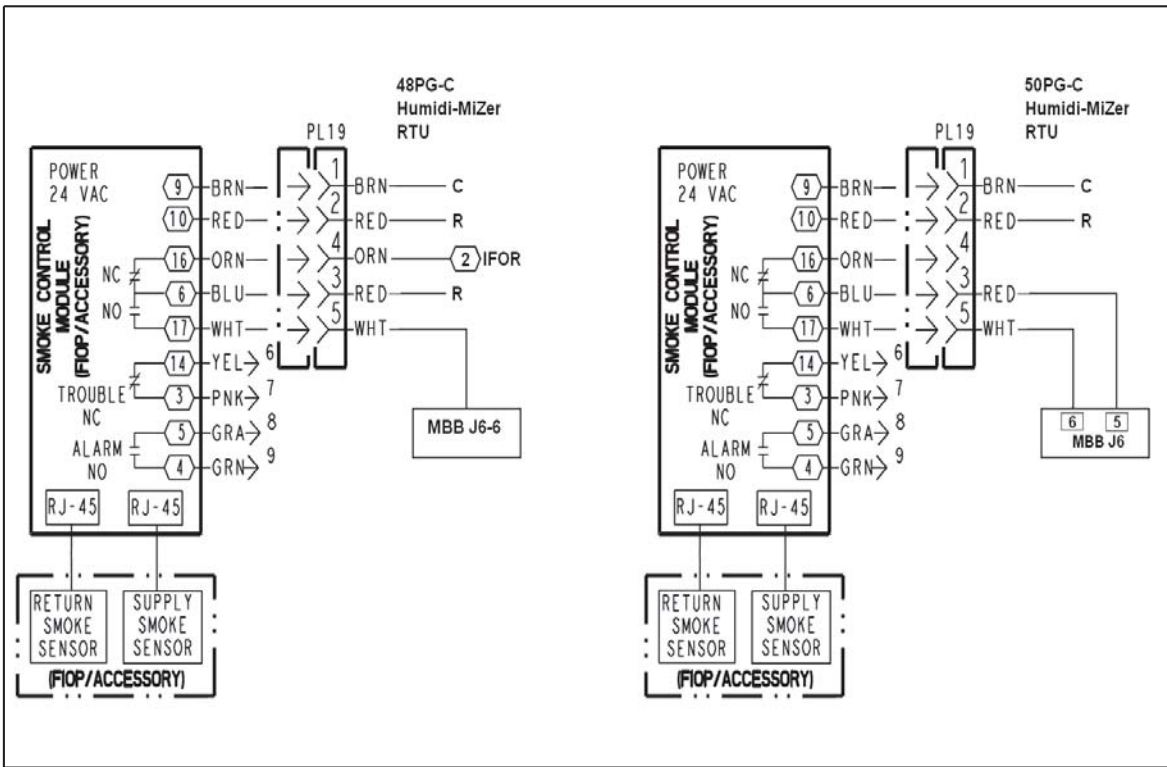 48PG-C
Humidi-MiZer
RTU
PL19
POWER
24 VAC
SMOKE CONTROL
MODULE
(FIOP/ACCESSORY)
9 BRN 1 BRN C
10 RED 2 RED R
16 ORN 4 ORN 2 IFOR
NC
6 BLU 3 RED R
NO
17 WHT 5 WHT
14 YEL 6
TROUBLE
NC
3 PNK 7
5 GRA 8
ALARM
NO
4 GRN 9
MBB J6-6
RJ-45 RJ-45
RETURN
SMOKE
SENSOR
SUPPLY
SMOKE
SENSOR
(FIOP/ACCESSORY)
50PG-C
Humidi-MiZer
RTU
PL19
POWER
24 VAC
SMOKE CONTROL
MODULE
(FIOP/ACCESSORY)
9 BRN 1 BRN C
10 RED 2 RED R
16 ORN 4
NC
6 BLU 3 RED
NO
17 WHT 5 WHT
14 YEL 6
TROUBLE
NC
3 PNK 7
5 GRA 8
ALARM
NO
4 GRN 9
6 5
MBB J6
RJ-45 RJ-45
RETURN
SMOKE
SENSOR
SUPPLY
SMOKE
SENSOR
(FIOP/ACCESSORY)